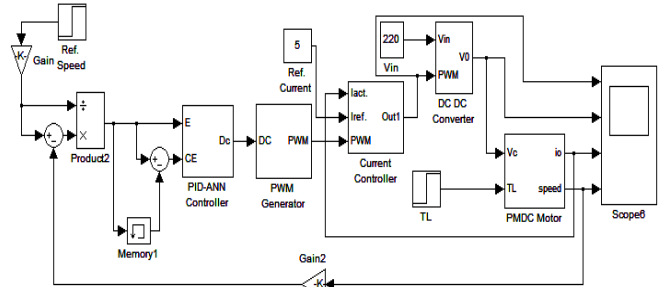 -K-
Gain
Ref.
Speed
÷
×
Product2
+
-
+
-
Memory1
E
CE
Dc
PID-ANN
Controller
DC
PWM
PWM
Generator
5
Ref.
Current
Iact.
Iref.
PWM
Out1
Current
Controller
220
Vin
Vin
PWM
V0
DC DC
Converter
TL
Vc
TL
io
speed
PMDC Motor
Scope6
Gain2
-K-